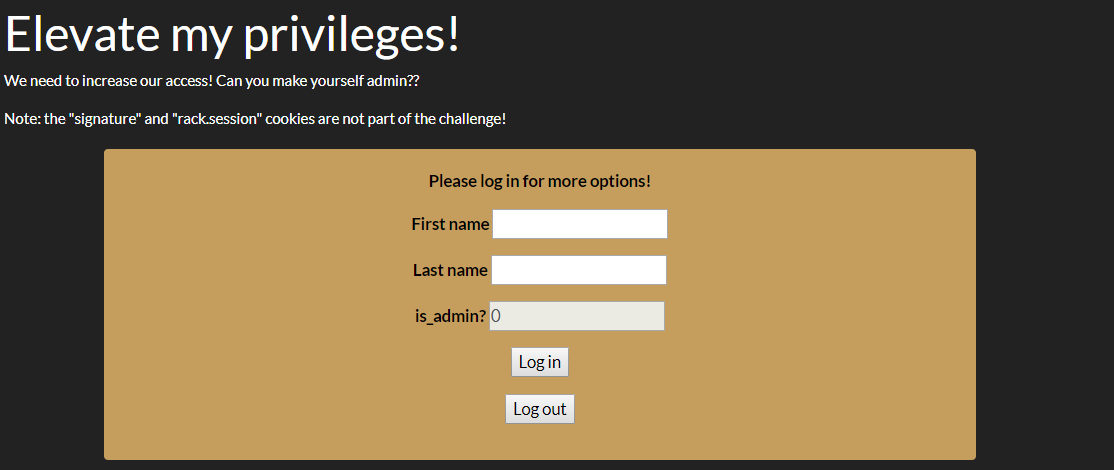 Elevate my privileges!
We need to increase our access! Can you make yourself admin??
Note: the "signature" and "rack.session" cookies are not part of the challenge!
Please log in for more options!
First name
Last name
is_admin? 0
Log in
Log out